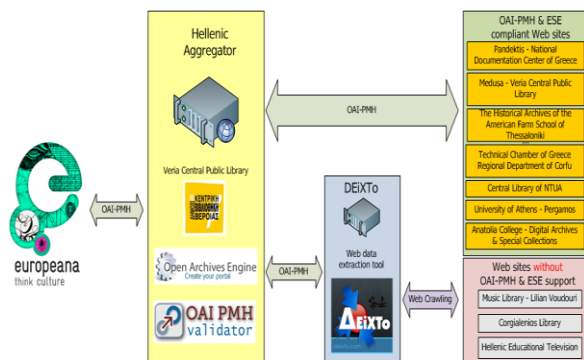 europeana
think culture
OAI-PMH
Hellenic
Aggregator
Veria Central Public Library
ΚΕΝΤΡΙΚΗ
ΒΙΒΛΙΟΘΗΚΗ
ΒΕΡΟΙΑΣ
Open Archives Engine
Create your portal
OAI PMH
validator
OAI-PMH
OAI-PMH
DEiXTo
Web data
extraction tool
ΔEiXTo
Web Crawling
OAI-PMH & ESE
compliant Web sites
Pandektis - National
Documentation Center of Greece
Medusa - Veria Central Public
Library
The Historical Archives of the
American Farm School of
Thessaloniki
...
Technical Chamber of Greece
Regional Department of Corfu
Central Library of NTUA
University of Athens - Pergamos
Anatolia College - Digital Archives
& Special Collections
Web sites without
OAI-PMH & ESE support
Music Library - Lilian Voudouri
Corgialenios Library
Hellenic Educational Television